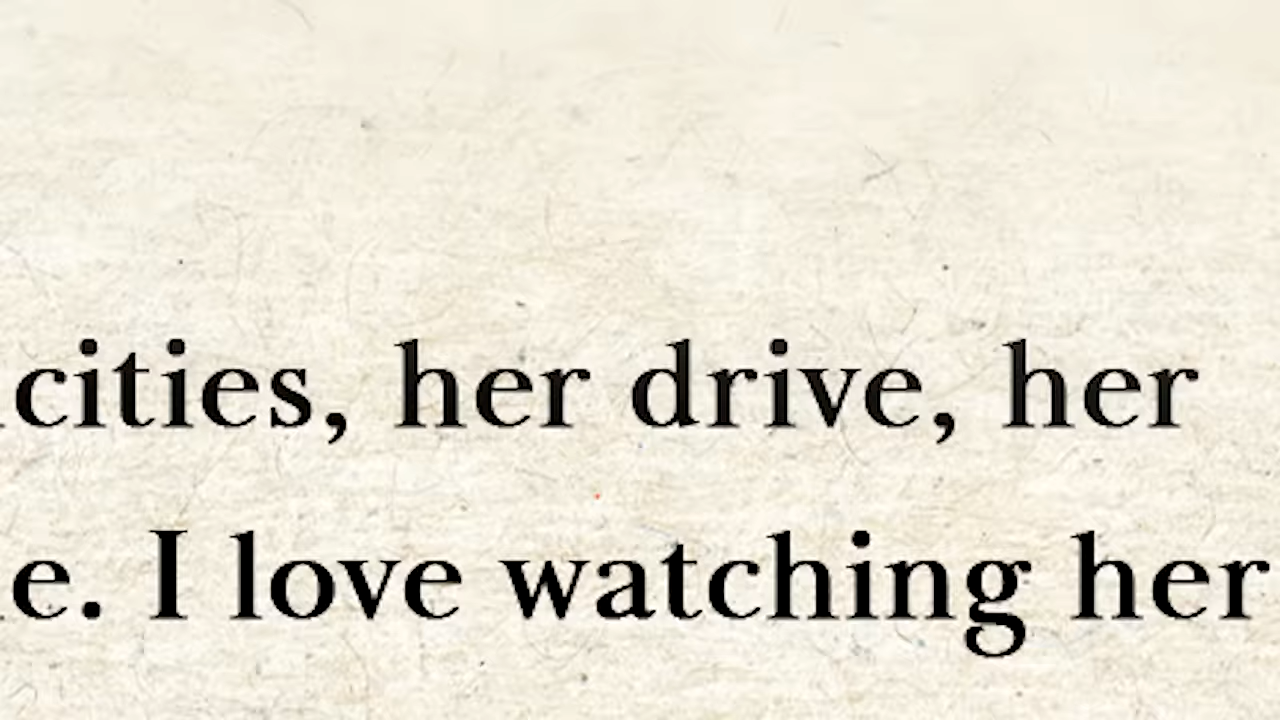 cities, her drive, her
e. I love watching her